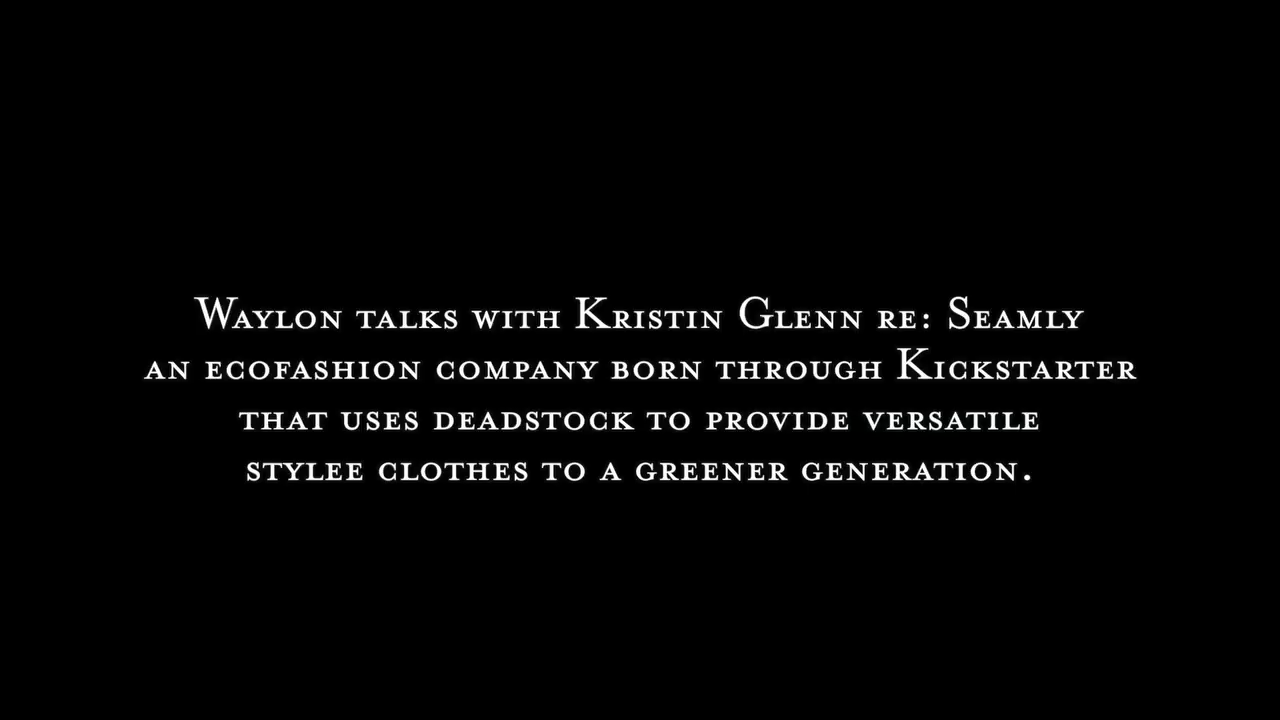 Waylon talks with Kristin Glenn re: Seamly
an ecofashion company born through Kickstarter
that uses deadstock to provide versatile
stylee clothes to a greener generation.